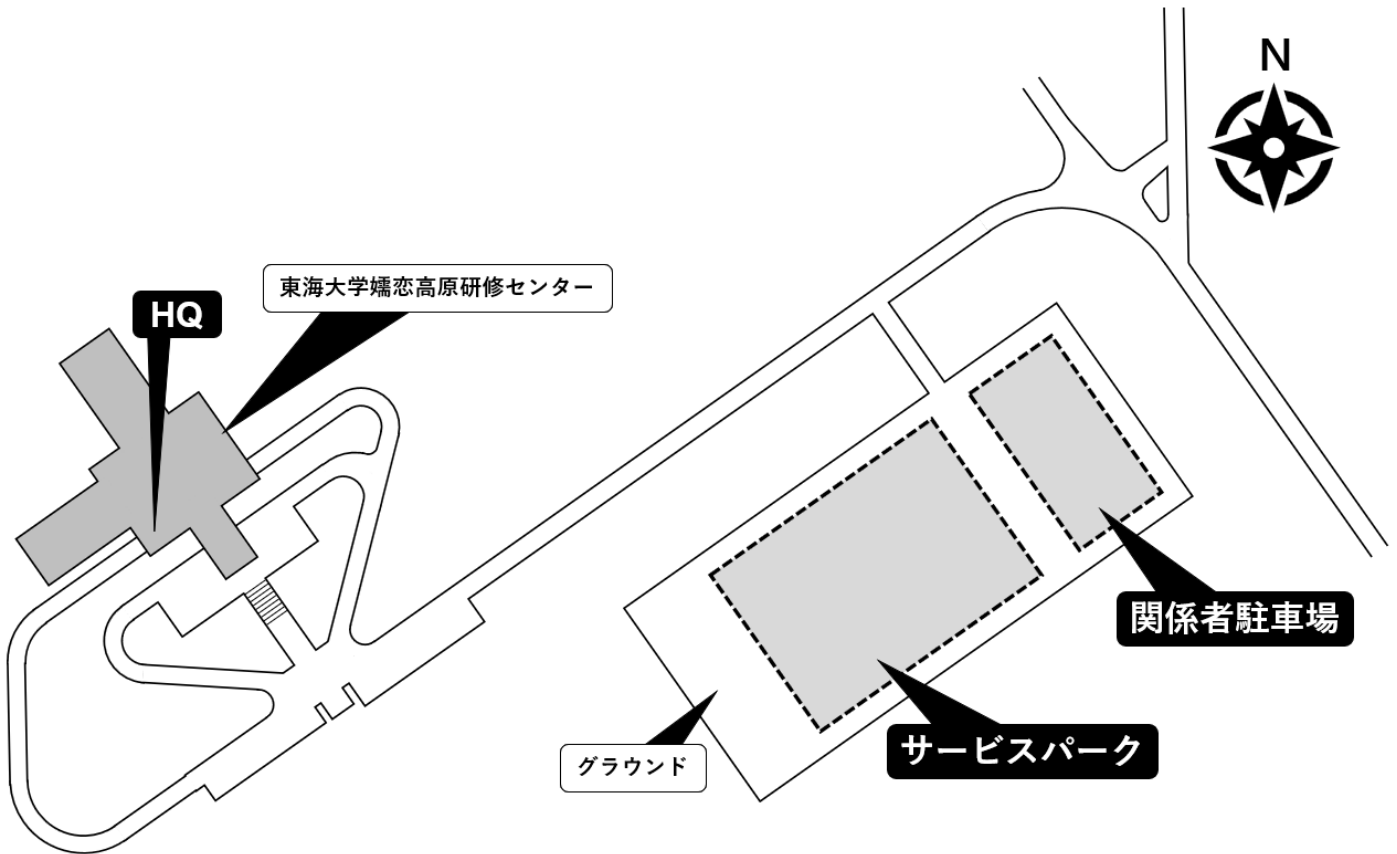 N
東海大学嬬恋高原研修センター
HQ
関係者駐車場
サービスパーク
グラウンド